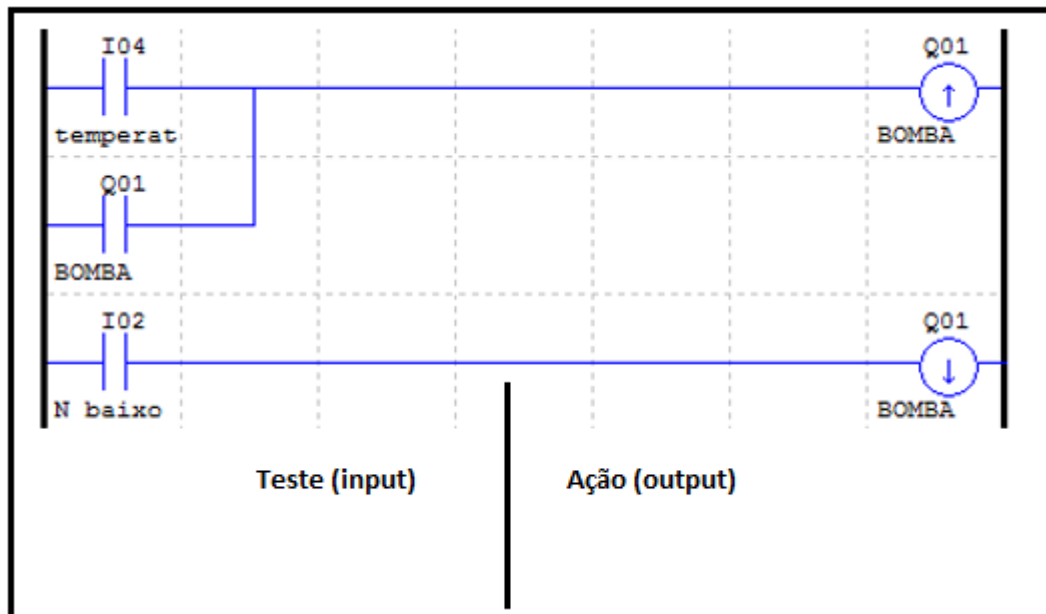 I04 Q01
temperat BOMBA
Q01
BOMBA
I02 Q01
N baixo BOMBA
Teste (input) Ação (output)